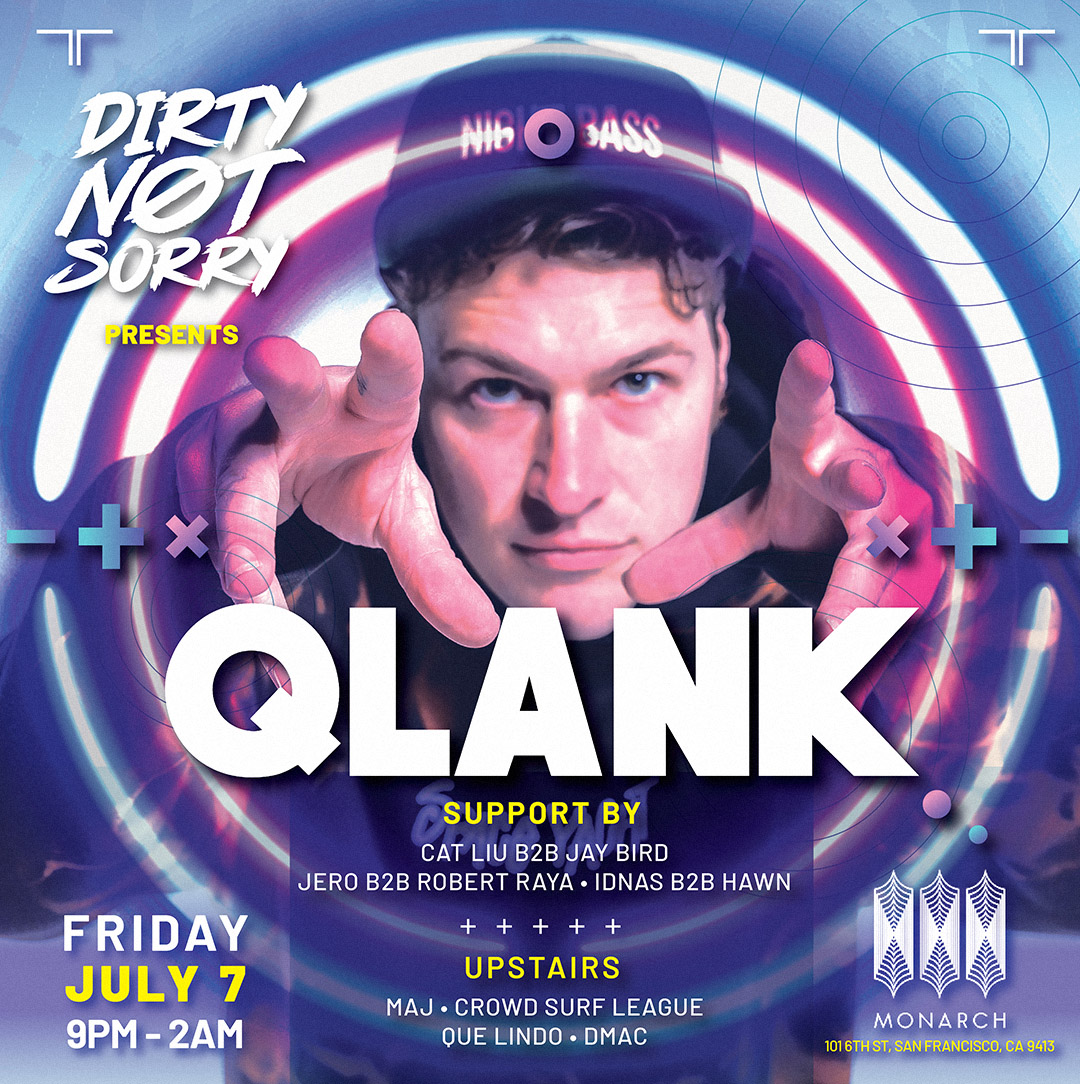 DIRTY
NØT
SORRY
PRESENTS
BASS
QLANK
SUPPORT BY
CAT LIU B2B JAY BIRD
JERO B2B ROBERT RAYA • IDNAS B2B HAWN
+ + + + +
UPSTAIRS
MAJ • CROWD SURF LEAGUE
QUE LINDO • DMAC
FRIDAY
JULY 7
9PM – 2AM
MONARCH
101 6TH ST, SAN FRANCISCO, CA 9413